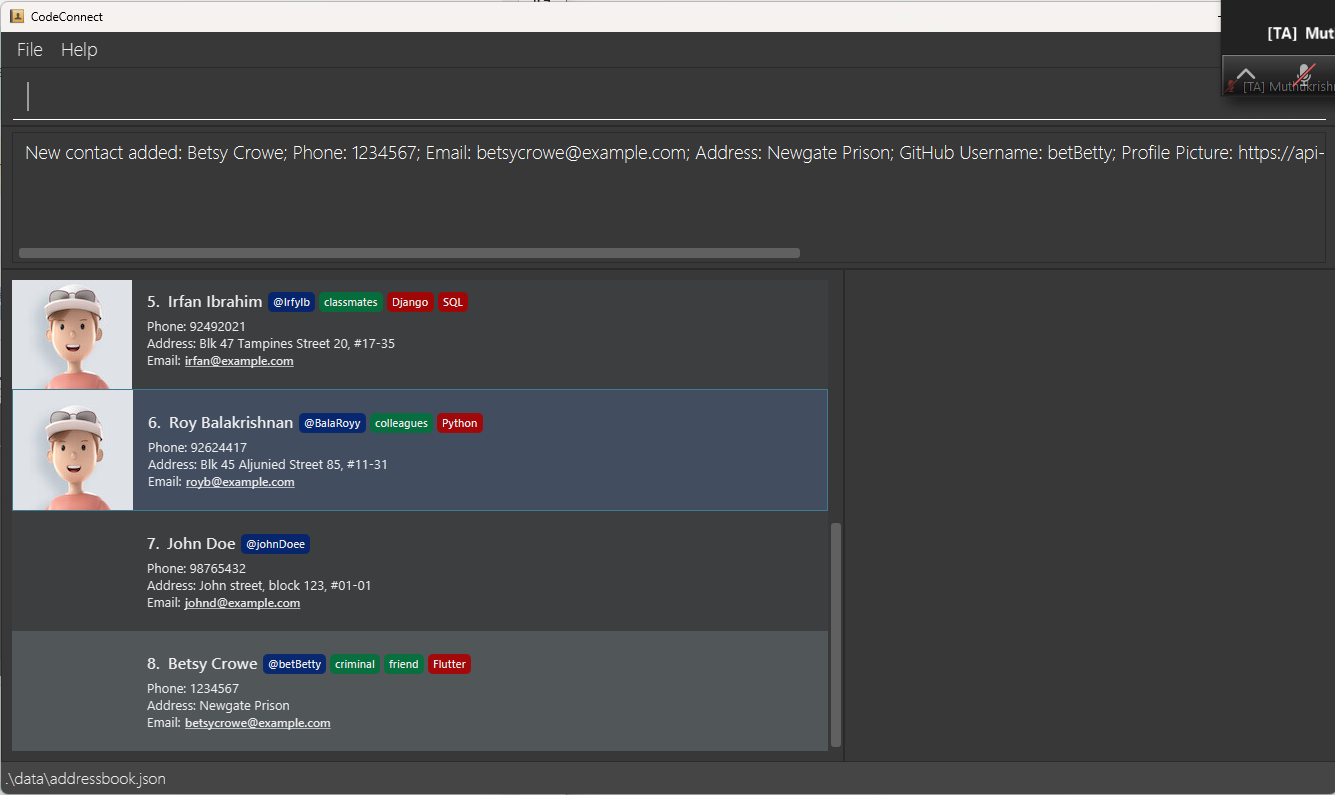 CodeConnect
[TA] Mut
File Help
[TA] Muthukrish
New contact added: Betsy Crowe; Phone: 1234567; Email: betsycrowe@example.com; Address: Newgate Prison; GitHub Username: betBetty; Profile Picture: https://api-
5. Irfan Ibrahim @IrfyIb classmates Django SQL
Phone: 92492021
Address: Blk 47 Tampines Street 20, #17-35
Email: irfan@example.com
6. Roy Balakrishnan @BalaRoyy colleagues Python
Phone: 92624417
Address: Blk 45 Aljunied Street 85, #11-31
Email: royb@example.com
7. John Doe @johnDoee
Phone: 98765432
Address: John street, block 123, #01-01
Email: johnd@example.com
8. Betsy Crowe @betBetty criminal friend Flutter
Phone: 1234567
Address: Newgate Prison
Email: betsycrowe@example.com
.\data\addressbook.json